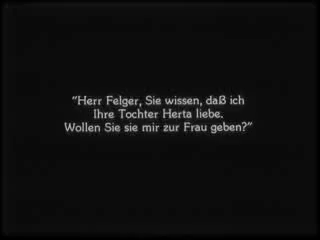 "Herr Felger, Sie wissen, daß ich
Ihre Tochter Herta liebe.
Wollen Sie sie mir zur Frau geben?"